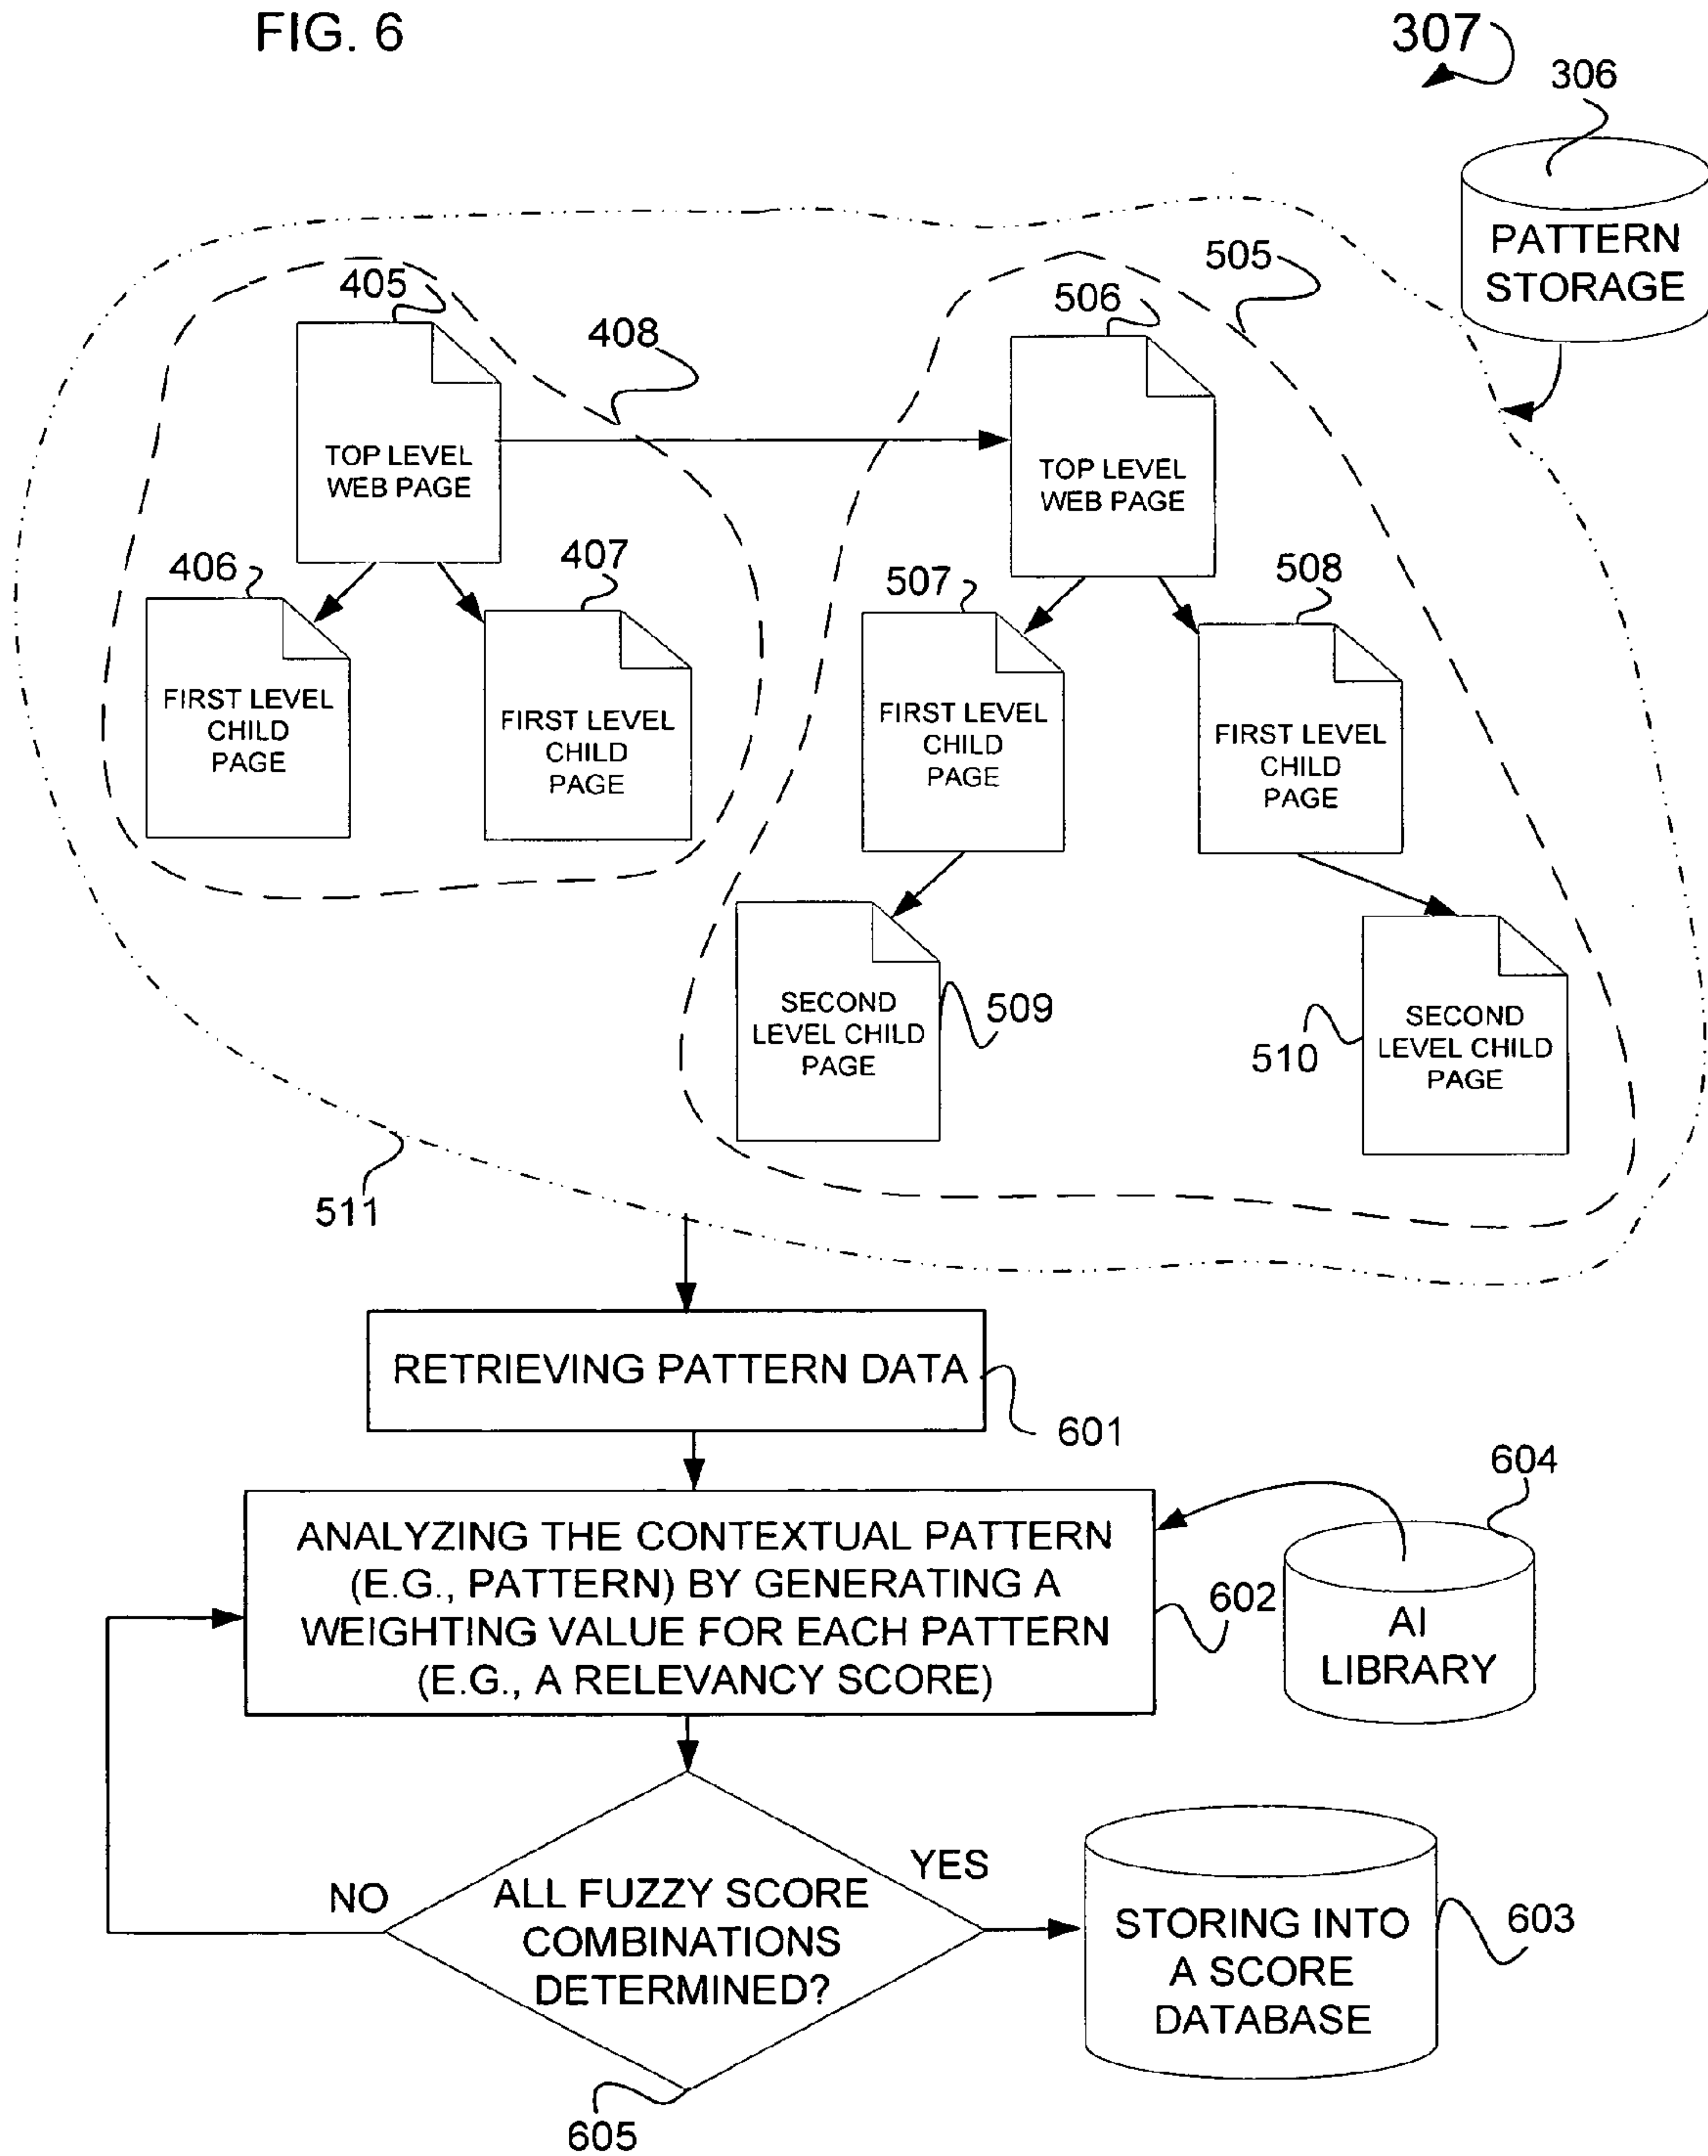 FIG. 6
307
306
PATTERN
STORAGE
405
408
506
505
TOP LEVEL
WEB PAGE
TOP LEVEL
WEB PAGE
406
407
507
508
FIRST LEVEL
CHILD
PAGE
FIRST LEVEL
CHILD
PAGE
FIRST LEVEL
CHILD
PAGE
FIRST LEVEL
CHILD
PAGE
SECOND
LEVEL CHILD
PAGE
509
510
SECOND
LEVEL CHILD
PAGE
511
RETRIEVING PATTERN DATA
601
604
ANALYZING THE CONTEXTUAL PATTERN
(E.G., PATTERN) BY GENERATING A
WEIGHTING VALUE FOR EACH PATTERN
(E.G., A RELEVANCY SCORE)
602
AI
LIBRARY
NO
YES
ALL FUZZY SCORE
COMBINATIONS
DETERMINED?
STORING INTO
A SCORE
DATABASE
603
605